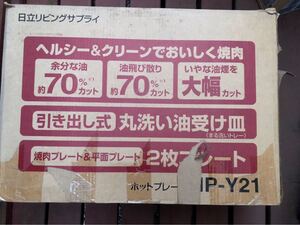 日立リビングサプライ
ヘルシー&クリーンでおいしく焼肉
余分な油
約70%カット
油飛び散り
約70%カット
いやな油煙を
大幅カット
引き出し式 丸洗い油受け皿
(まる洗いトレー)
焼肉プレート&平面プレート 2枚プレート
ホットプレー
HP-Y21